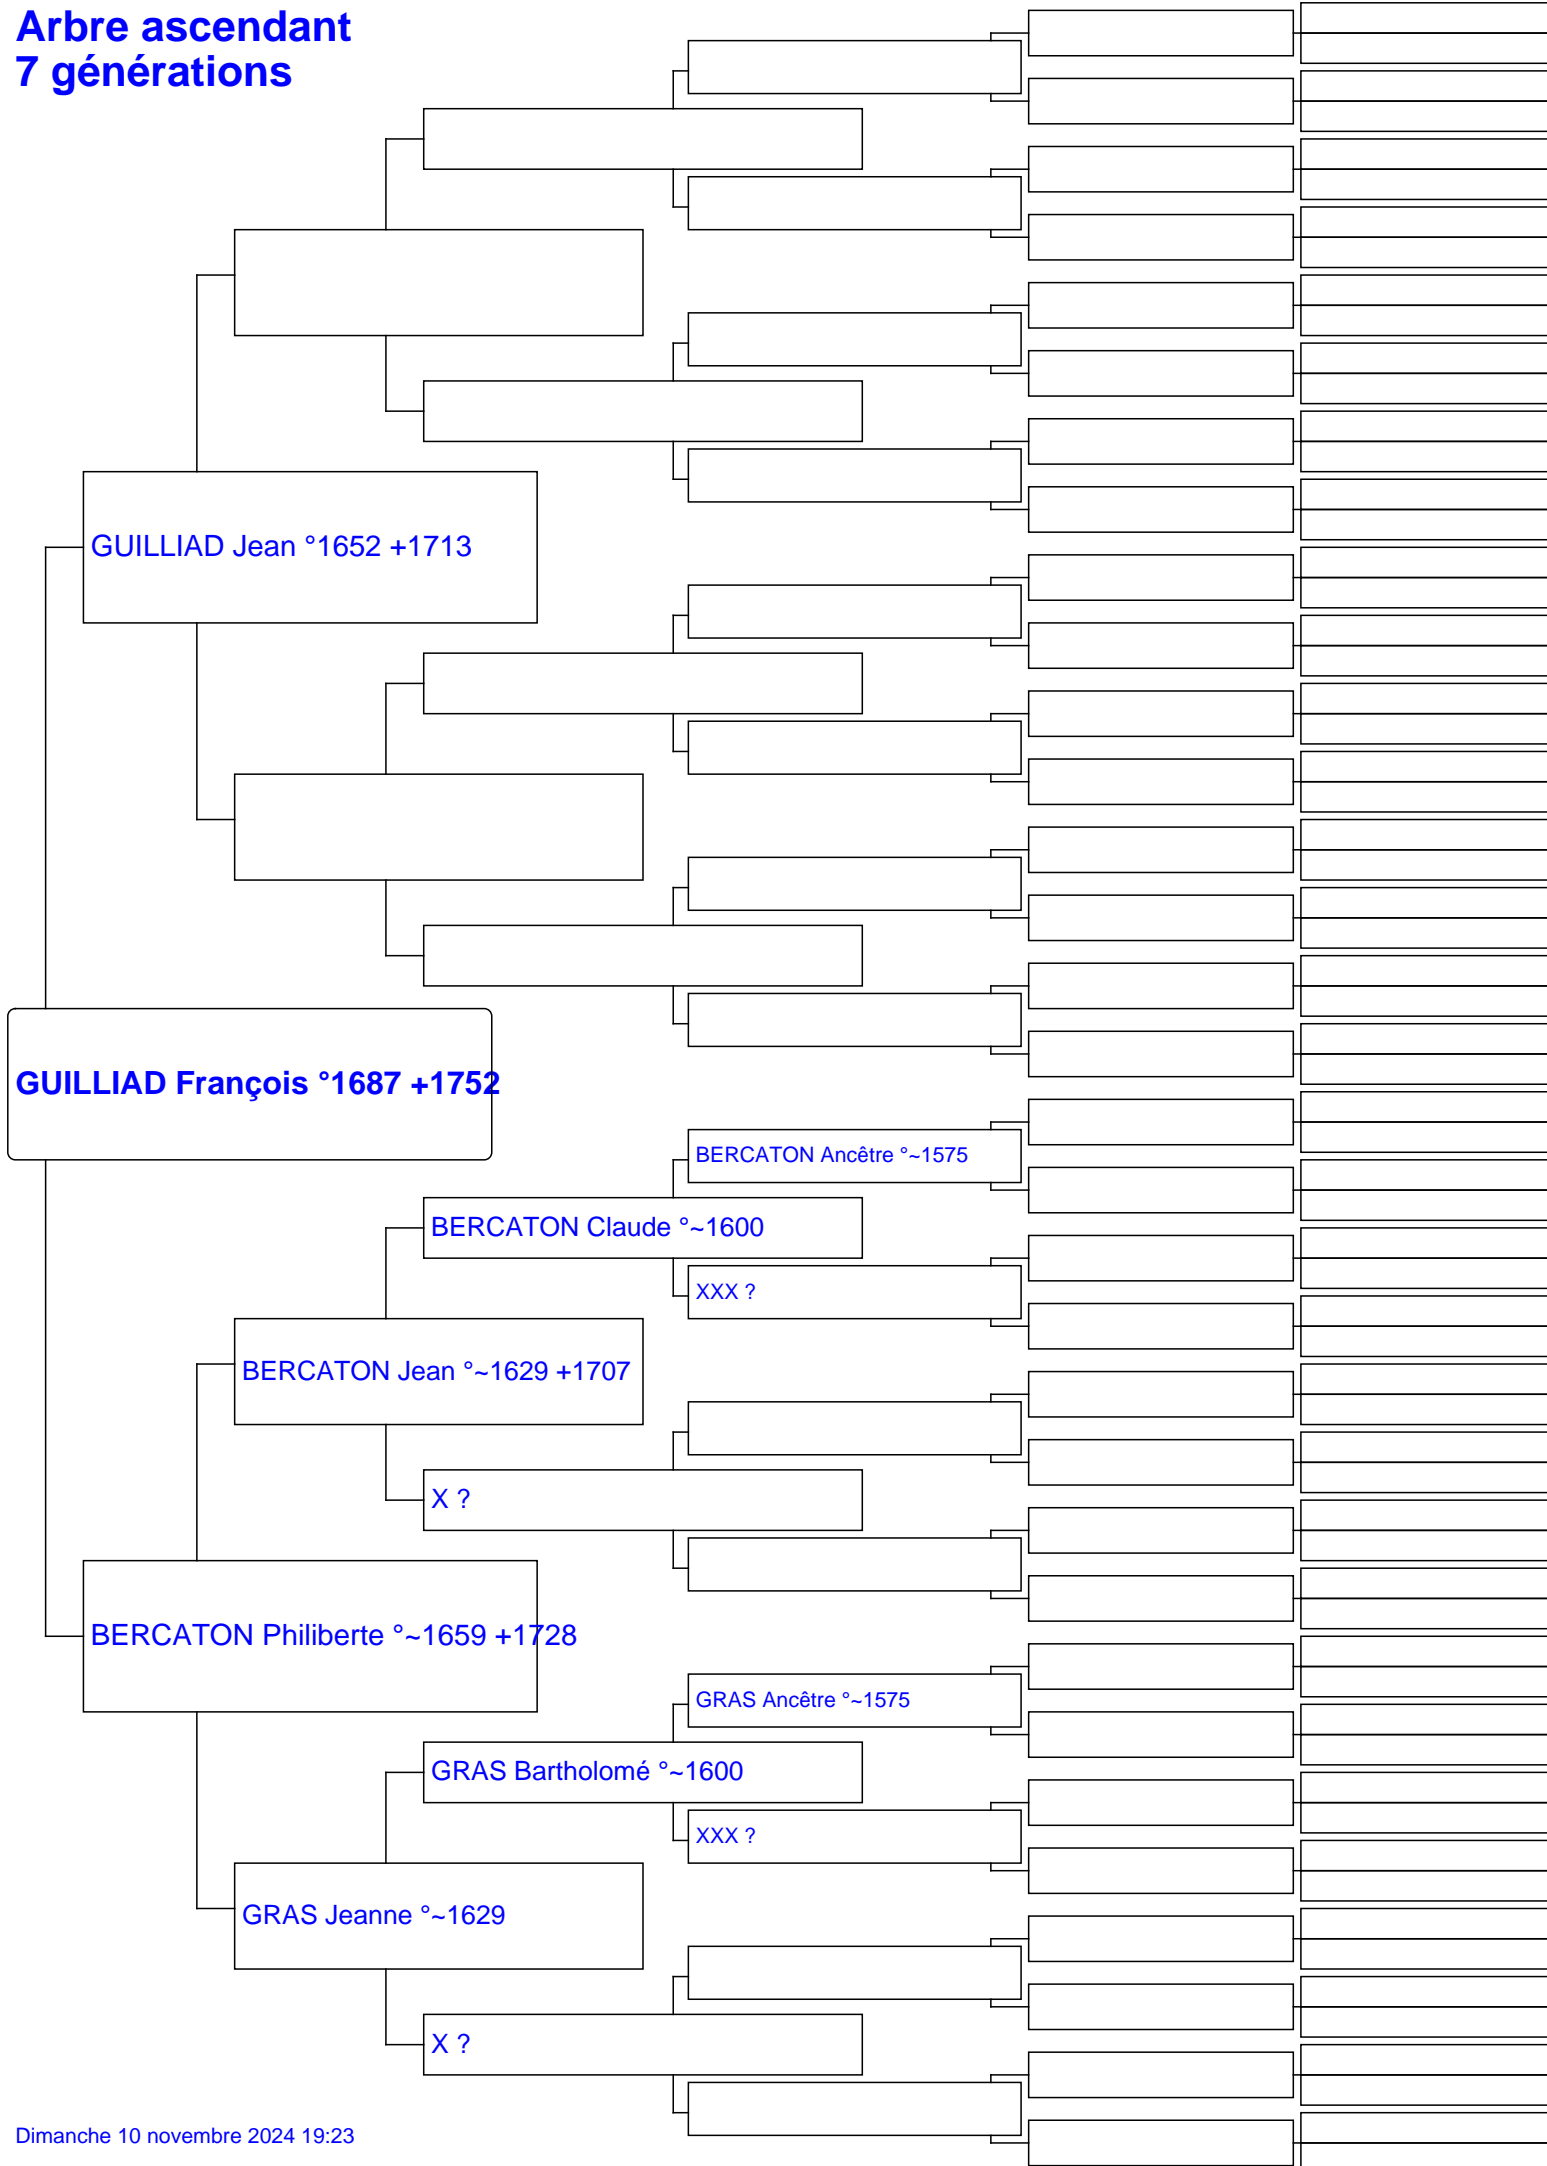 Arbre ascendant
7 générations
GUILLIAD Jean °1652 +1713
GUILLIAD François °1687 +1752
BERCATON Ancêtre °~1575
BERCATON Claude °~1600
XXX ?
BERCATON Jean °~1629 +1707
X ?
BERCATON Philiberte °~1659 +1728
GRAS Ancêtre °~1575
GRAS Bartholomé °~1600
XXX ?
GRAS Jeanne °~1629
X ?
Dimanche 10 novembre 2024 19:23